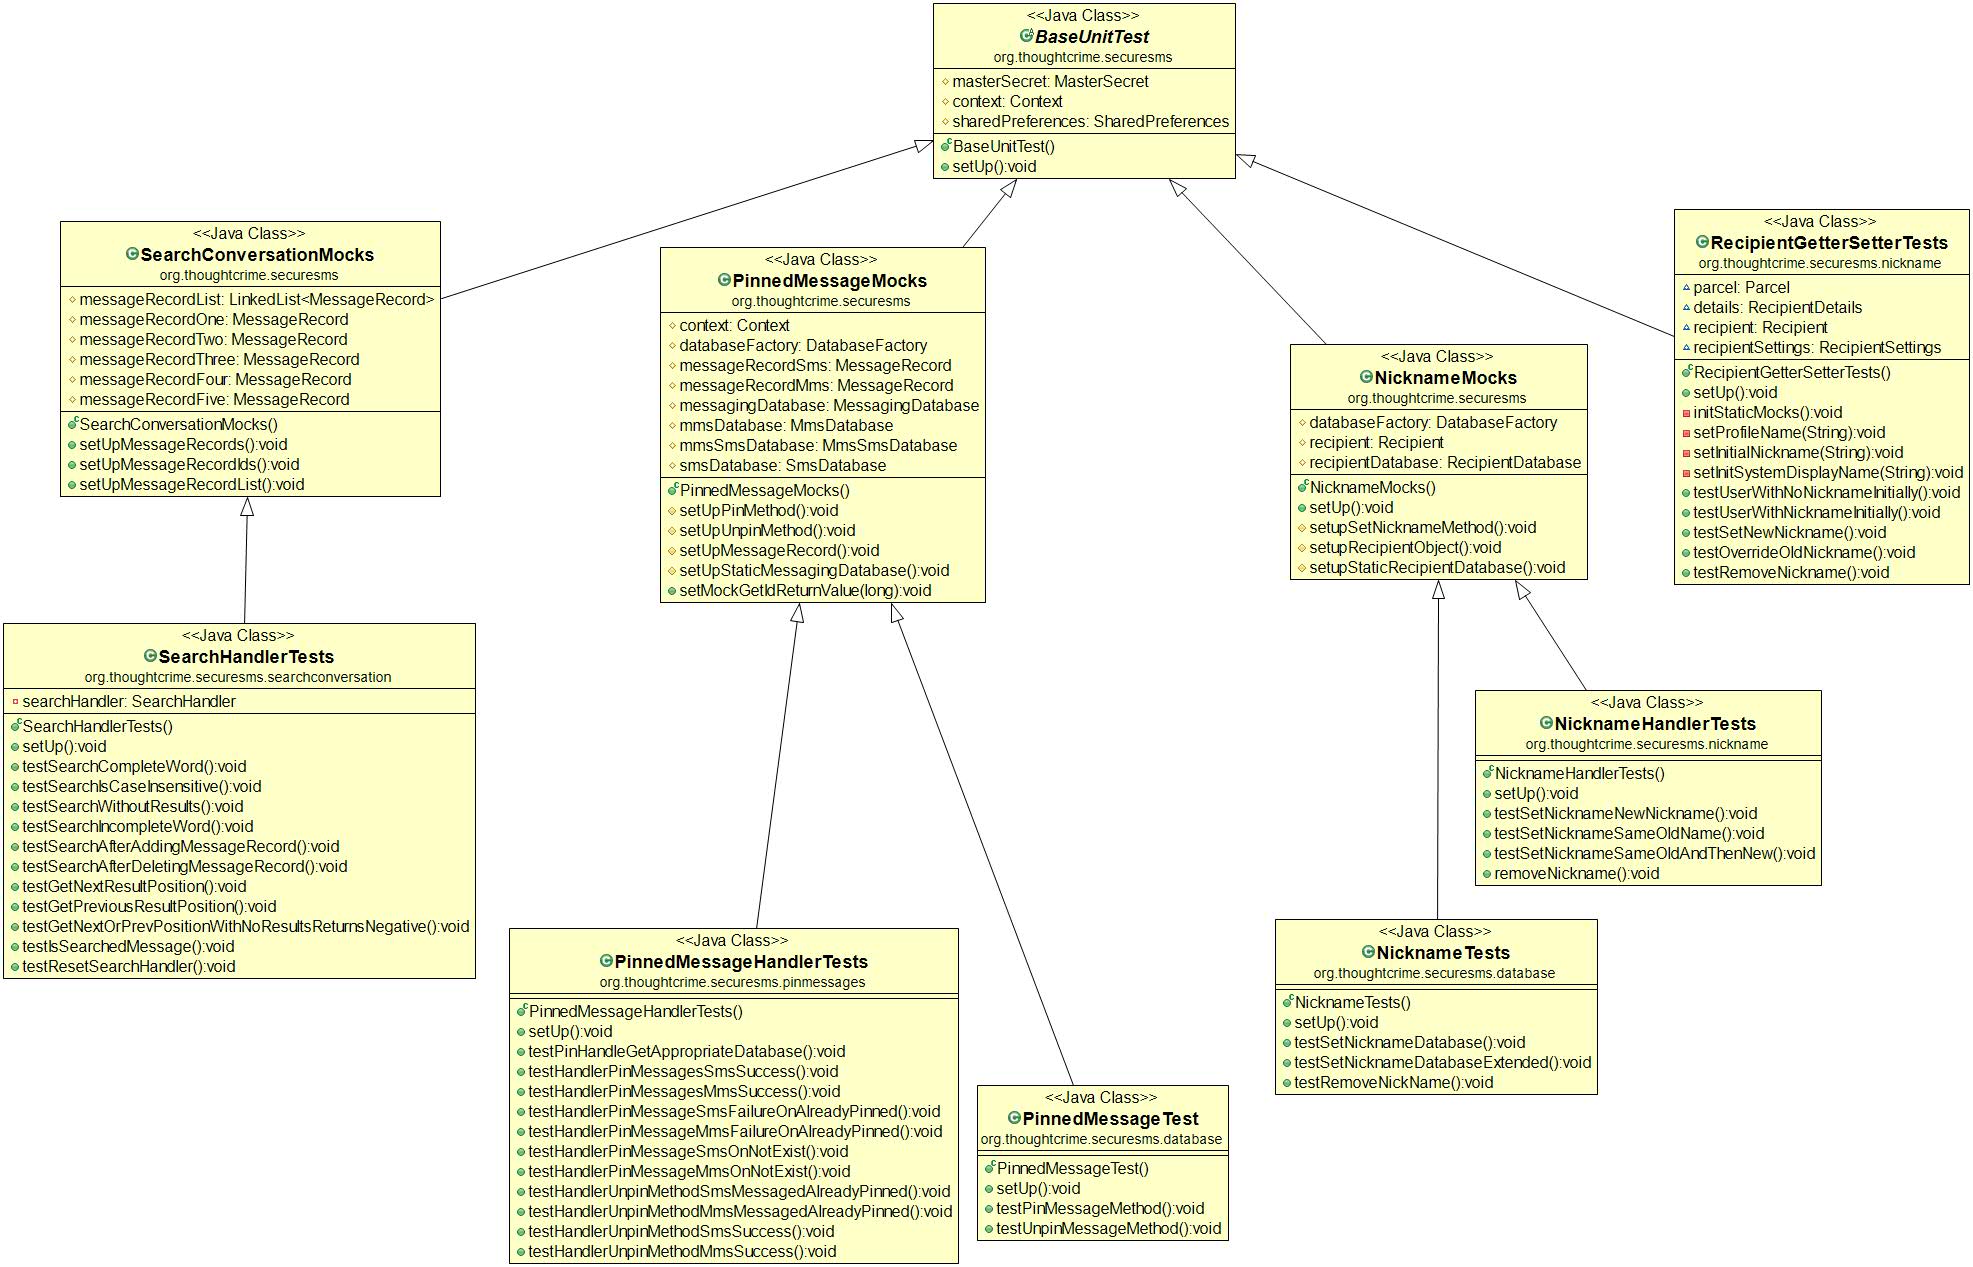 <<Java Class>>
BaseUnitTest
org.thoughtcrime.securesms
masterSecret: MasterSecret
context: Context
sharedPreferences: SharedPreferences
BaseUnitTest()
setUp():void
<<Java Class>>
SearchConversationMocks
org.thoughtcrime.securesms
messageRecordList: LinkedList<MessageRecord>
messageRecordOne: MessageRecord
messageRecordTwo: MessageRecord
messageRecordThree: MessageRecord
messageRecordFour: MessageRecord
messageRecordFive: MessageRecord
SearchConversationMocks()
setUpMessageRecords():void
setUpMessageRecordIds():void
setUpMessageRecordList():void
<<Java Class>>
PinnedMessageMocks
org.thoughtcrime.securesms
context: Context
databaseFactory: DatabaseFactory
messageRecordSms: MessageRecord
messageRecordMms: MessageRecord
messagingDatabase: MessagingDatabase
mmsDatabase: MmsDatabase
mmsSmsDatabase: MmsSmsDatabase
smsDatabase: SmsDatabase
PinnedMessageMocks()
setUpPinMethod():void
setUpUnpinMethod():void
setUpMessageRecord():void
setUpStaticMessagingDatabase():void
setMockGetIdReturnValue(long):void
<<Java Class>>
NicknameMocks
org.thoughtcrime.securesms
databaseFactory: DatabaseFactory
recipient: Recipient
recipientDatabase: RecipientDatabase
NicknameMocks()
setUp():void
setupSetNicknameMethod():void
setupRecipientObject():void
setupStaticRecipientDatabase():void
<<Java Class>>
RecipientGetterSetterTests
org.thoughtcrime.securesms.nickname
parcel: Parcel
details: RecipientDetails
recipient: Recipient
recipientSettings: RecipientSettings
RecipientGetterSetterTests()
setUp():void
initStaticMocks():void
setProfileName(String):void
setInitialNickname(String):void
setInitSystemDisplayName(String):void
testUserWithNoNicknameInitially():void
testUserWithNicknameInitially():void
testSetNewNickname():void
testOverrideOldNickname():void
testRemoveNickname():void
<<Java Class>>
SearchHandlerTests
org.thoughtcrime.securesms.searchconversation
searchHandler: SearchHandler
SearchHandlerTests()
setUp():void
testSearchCompleteWord():void
testSearchIsCaseInsensitive():void
testSearchWithoutResults():void
testSearchIncompleteWord():void
testSearchAfterAddingMessageRecord():void
testSearchAfterDeletingMessageRecord():void
testGetNextResultPosition():void
testGetPreviousResultPosition():void
testGetNextOrPrevPositionWithNoResultsReturnsNegative():void
testIsSearchedMessage():void
testResetSearchHandler():void
<<Java Class>>
PinnedMessageHandlerTests
org.thoughtcrime.securesms.pinmessages
PinnedMessageHandlerTests()
setUp():void
testPinHandleGetAppropriateDatabase():void
testHandlerPinMessagesSmsSuccess():void
testHandlerPinMessagesMmsSuccess():void
testHandlerPinMessageSmsFailureOnAlreadyPinned():void
testHandlerPinMessageMmsFailureOnAlreadyPinned():void
testHandlerPinMessageSmsOnNotExist():void
testHandlerPinMessageMmsOnNotExist():void
testHandlerUnpinMethodSmsMessagedAlreadyPinned():void
testHandlerUnpinMethodMmsMessagedAlreadyPinned():void
testHandlerUnpinMethodSmsSuccess():void
testHandlerUnpinMethodMmsSuccess():void
<<Java Class>>
PinnedMessageTest
org.thoughtcrime.securesms.database
PinnedMessageTest()
setUp():void
testPinMessageMethod():void
testUnpinMessageMethod():void
<<Java Class>>
NicknameHandlerTests
org.thoughtcrime.securesms.nickname
NicknameHandlerTests()
setUp():void
testSetNicknameNewNickname():void
testSetNicknameSameOldName():void
testSetNicknameSameOldAndThenNew():void
removeNickname():void
<<Java Class>>
NicknameTests
org.thoughtcrime.securesms.database
NicknameTests()
setUp():void
testSetNicknameDatabase():void
testSetNicknameDatabaseExtended():void
testRemoveNickName():void